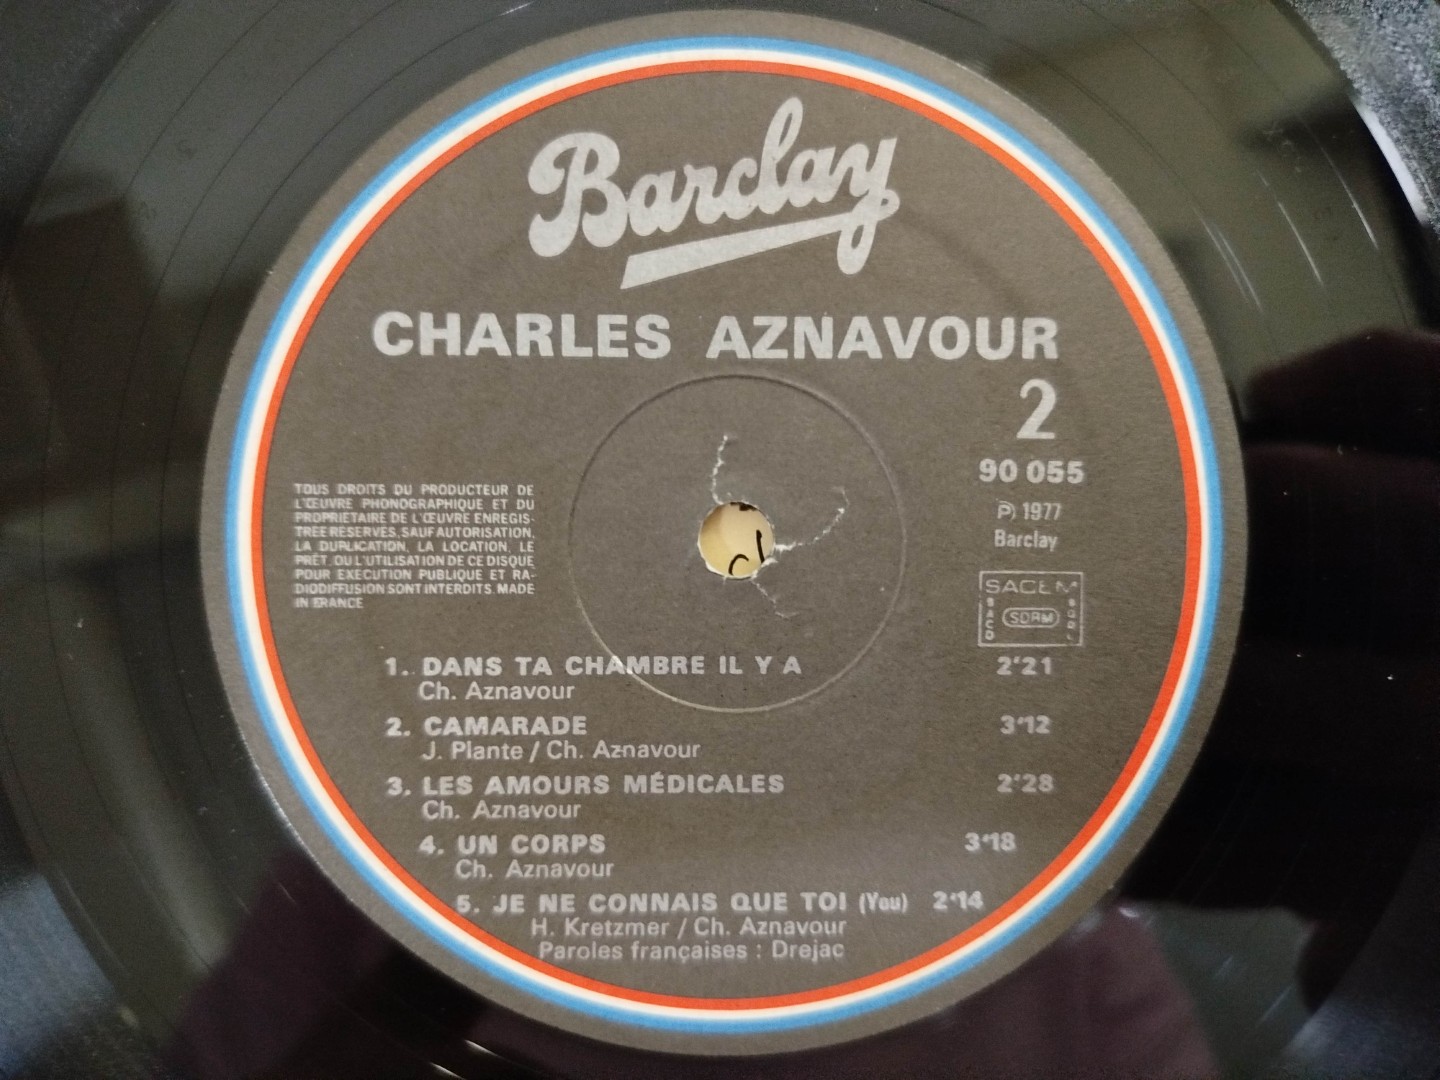 Barclay
CHARLES AZNAVOUR
2
90 055
℗ 1977
Barclay
TOUS DROITS DU PRODUCTEUR DE
L'ŒUVRE PHONOGRAPHIQUE ET DU
PROPRIETAIRE DE L'ŒUVRE ENREGIS-
TRÉE RESERVES, SAUF AUTORISATION,
LA DUPLICATION, LA LOCATION, LE
PRÊT, OU L'UTILISATION DE CE DISQUE
POUR EXECUTION PUBLIQUE ET RA-
DIODIFFUSION SONT INTERDITS. MADE
IN FRANCE
SACEM
SACD SDRM SGDL
1. DANS TA CHAMBRE IL Y A 2'21
Ch. Aznavour
2. CAMARADE 3'12
J. Plante / Ch. Aznavour
3. LES AMOURS MÉDICALES 2'28
Ch. Aznavour
4. UN CORPS 3'18
Ch. Aznavour
5. JE NE CONNAIS QUE TOI (You) 2'14
H. Kretzmer / Ch. Aznavour
Paroles françaises : Drejac